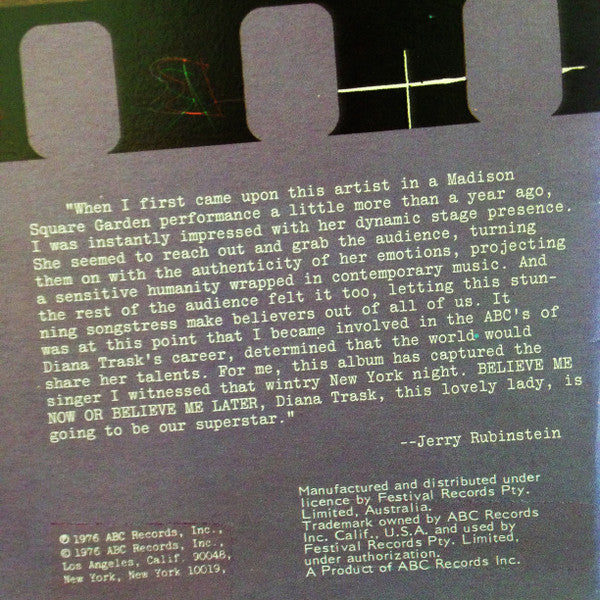 "When I first came upon this artist in a Madison
Square Garden performance a little more than a year ago,
I was instantly impressed with her dynamic stage presence.
She seemed to reach out and grab the audience, turning
them on with the authenticity of her emotions, projecting
a sensitive humanity wrapped in contemporary music. And
the rest of the audience felt it too, letting this stun-
ning songstress make believers out of all of us. It
was at this point that I became involved in the ABC's of
Diana Trask's career, determined that the world would
share her talents. For me, this album has captured the
singer I witnessed that wintry New York night. BELIEVE ME
NOW OR BELIEVE ME LATER, Diana Trask, this lovely lady, is
going to be our superstar."
--Jerry Rubinstein
℗ 1976 ABC Records, Inc.,
© 1976 ABC Records, Inc.,
Los Angeles, Calif. 90048,
New York, New York 10019,
Manufactured and distributed under
licence by Festival Records Pty.
Limited, Australia.
Trademark owned by ABC Records
Inc. Calif., U.S.A. and used by
Festival Records Pty. Limited.
under authorization.
A Product of ABC Records Inc.